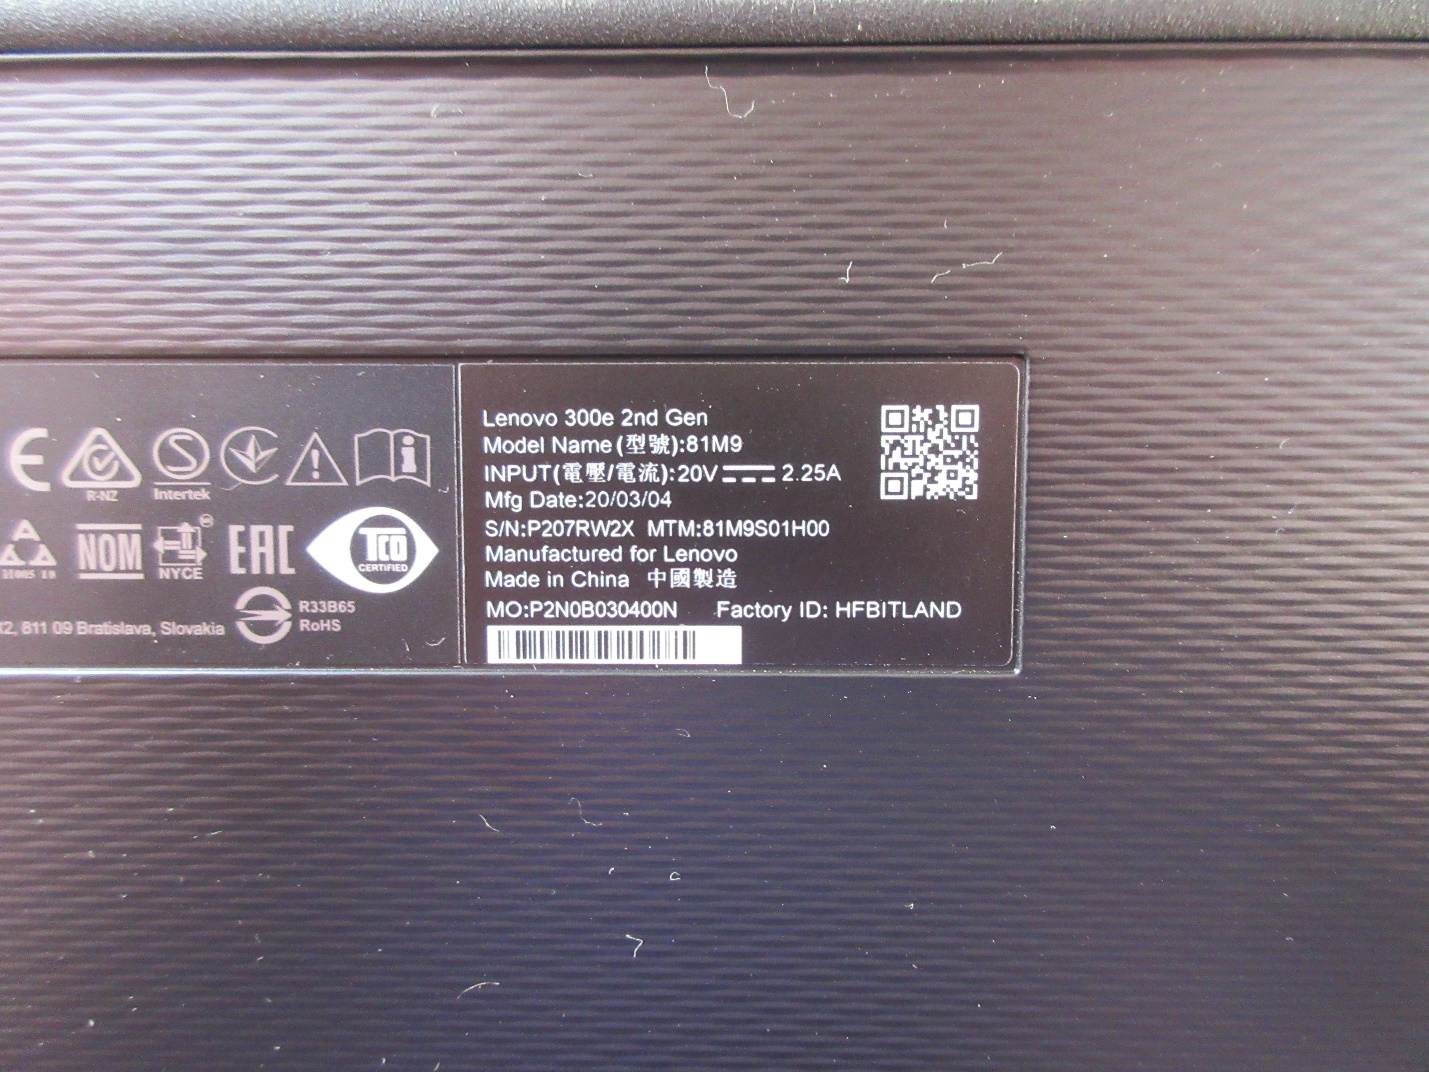 CE
R-NZ
S
Intertek
i
NOM
NYCE
EAC
TCO
CERTIFIED
R33B65
RoHS
811 09 Bratislava, Slovakia
Lenovo 300e 2nd Gen
Model Name(型號):81M9
INPUT(電壓/電流):20V 2.25A
Mfg Date:20/03/04
S/N:P207RW2X MTM:81M9S01H00
Manufactured for Lenovo
Made in China 中國製造
MO:P2N0B030400N Factory ID: HFBITLAND